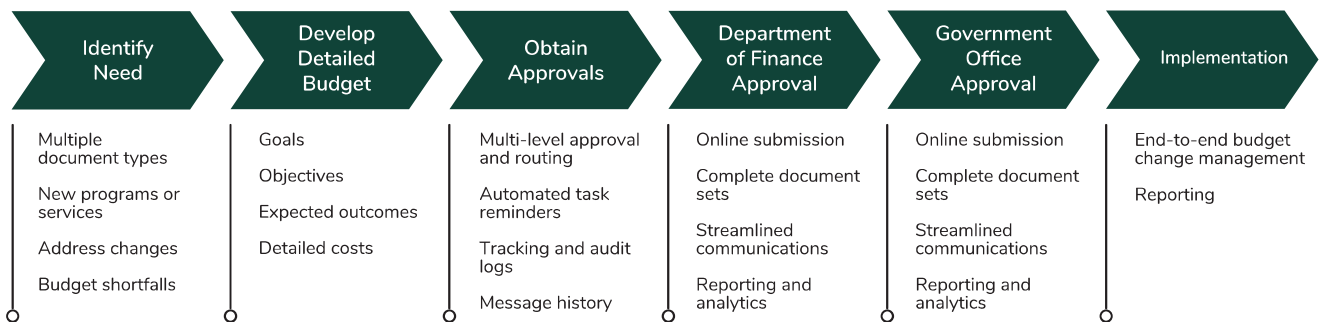 Identify
Need
Develop
Detailed
Budget
Obtain
Approvals
Department
of Finance
Approval
Government
Office
Approval
Implementation
Multiple
document types
New programs or
services
Address changes
Budget shortfalls
Goals
Objectives
Expected outcomes
Detailed costs
Multi-level approval
and routing
Automated task
reminders
Tracking and audit
logs
Message history
Online submission
Complete document
sets
Streamlined
communications
Reporting and
analytics
Online submission
Complete document
sets
Streamlined
communications
Reporting and
analytics
End-to-end budget
change management
Reporting